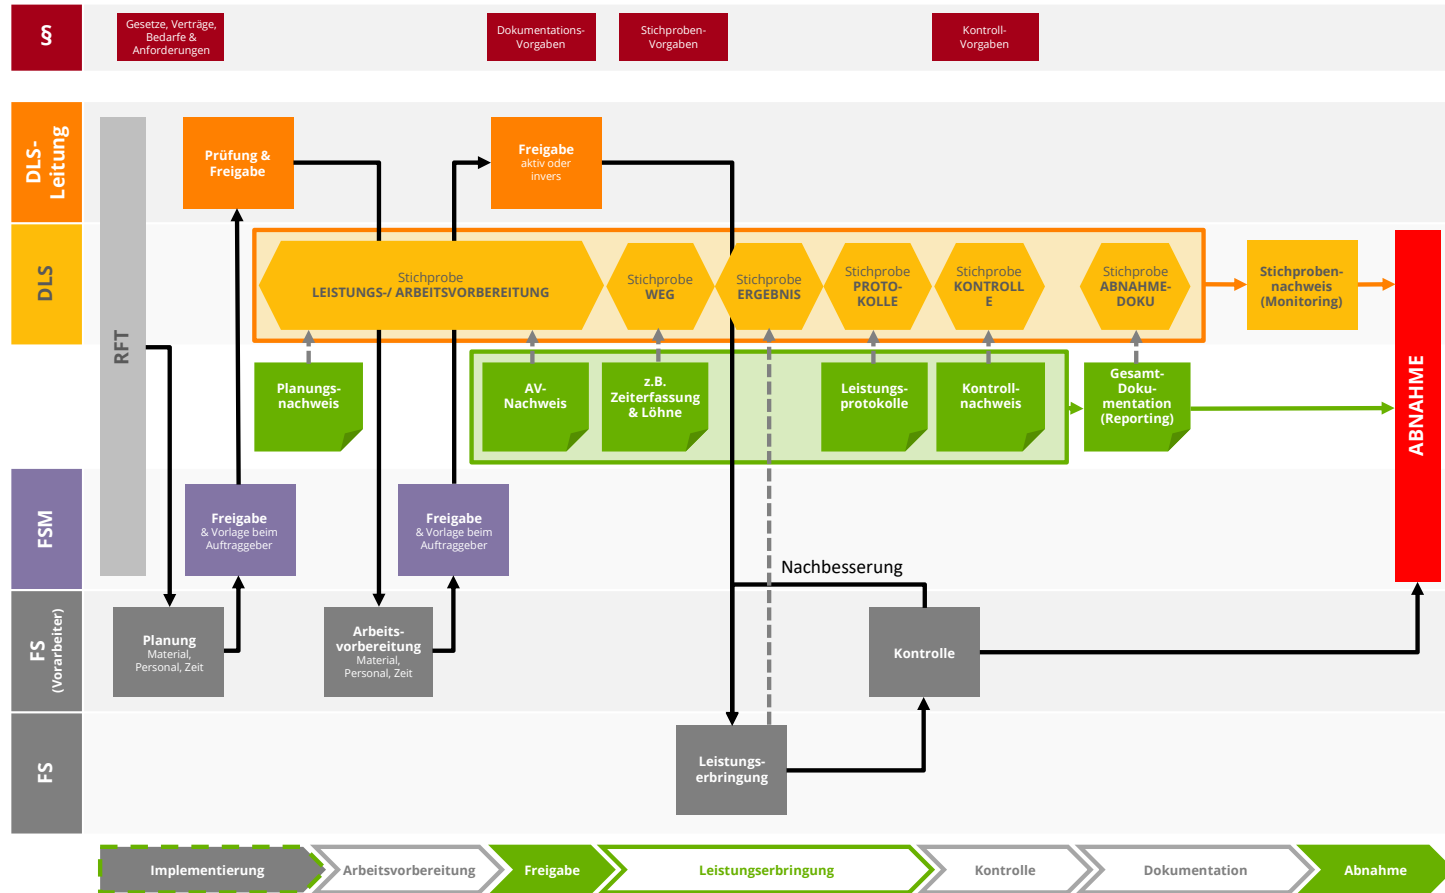 §
Gesetze, Verträge,
Bedarfe &
Anforderungen
Dokumentations-
Vorgaben
Stichproben-
Vorgaben
Kontroll-
Vorgaben
DLS-
Leitung
RFT
Prüfung &
Freigabe
Freigabe
aktiv oder
invers
DLS
Stichprobe
LEISTUNGS-/ ARBEITSVORBEREITUNG
Stichprobe
WEG
Stichprobe
ERGEBNIS
Stichprobe
PROTO-
KOLLE
Stichprobe
KONTROLL
E
Stichprobe
ABNAHME-
DOKU
Stichproben-
nachweis
(Monitoring)
ABNAHME
Planungs-
nachweis
AV-
Nachweis
z.B.
Zeiterfassung
& Löhne
Leistungs-
protokolle
Kontroll-
nachweis
Gesamt-
Doku-
mentation
(Reporting)
FSM
Freigabe
& Vorlage beim
Auftraggeber
Freigabe
& Vorlage beim
Auftraggeber
Nachbesserung
FS
(Vorarbeiter)
Planung
Material,
Personal, Zeit
Arbeits-
vorbereitung
Material,
Personal, Zeit
Kontrolle
FS
Leistungs-
erbringung
Implementierung
Arbeitsvorbereitung
Freigabe
Leistungserbringung
Kontrolle
Dokumentation
Abnahme